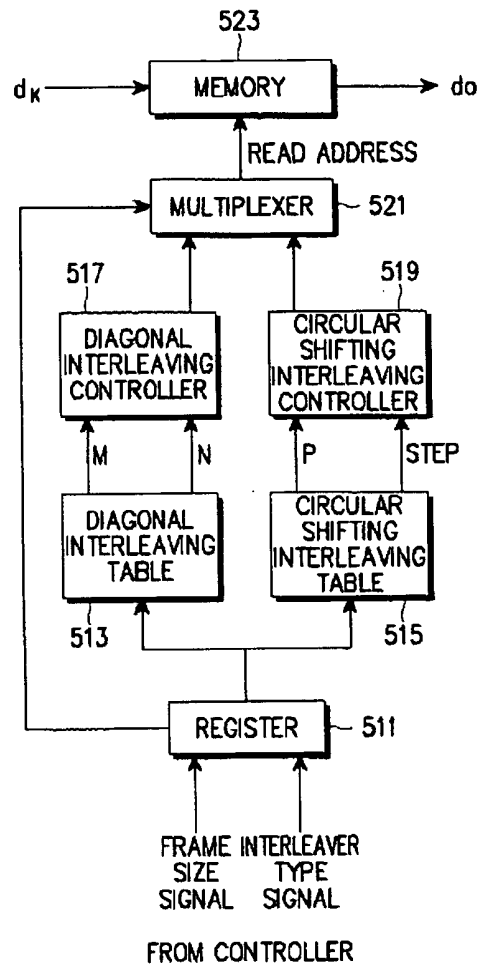 523
dK
MEMORY
do
READ ADDRESS
MULTIPLEXER
521
517
519
DIAGONAL
INTERLEAVING
CONTROLLER
CIRCULAR
SHIFTING
INTERLEAVING
CONTROLLER
M
N
P
STEP
DIAGONAL
INTERLEAVING
TABLE
CIRCULAR
SHIFTING
INTERLEAVING
TABLE
513
515
REGISTER
511
FRAME
SIZE
SIGNAL
INTERLEAVER
TYPE
SIGNAL
FROM CONTROLLER